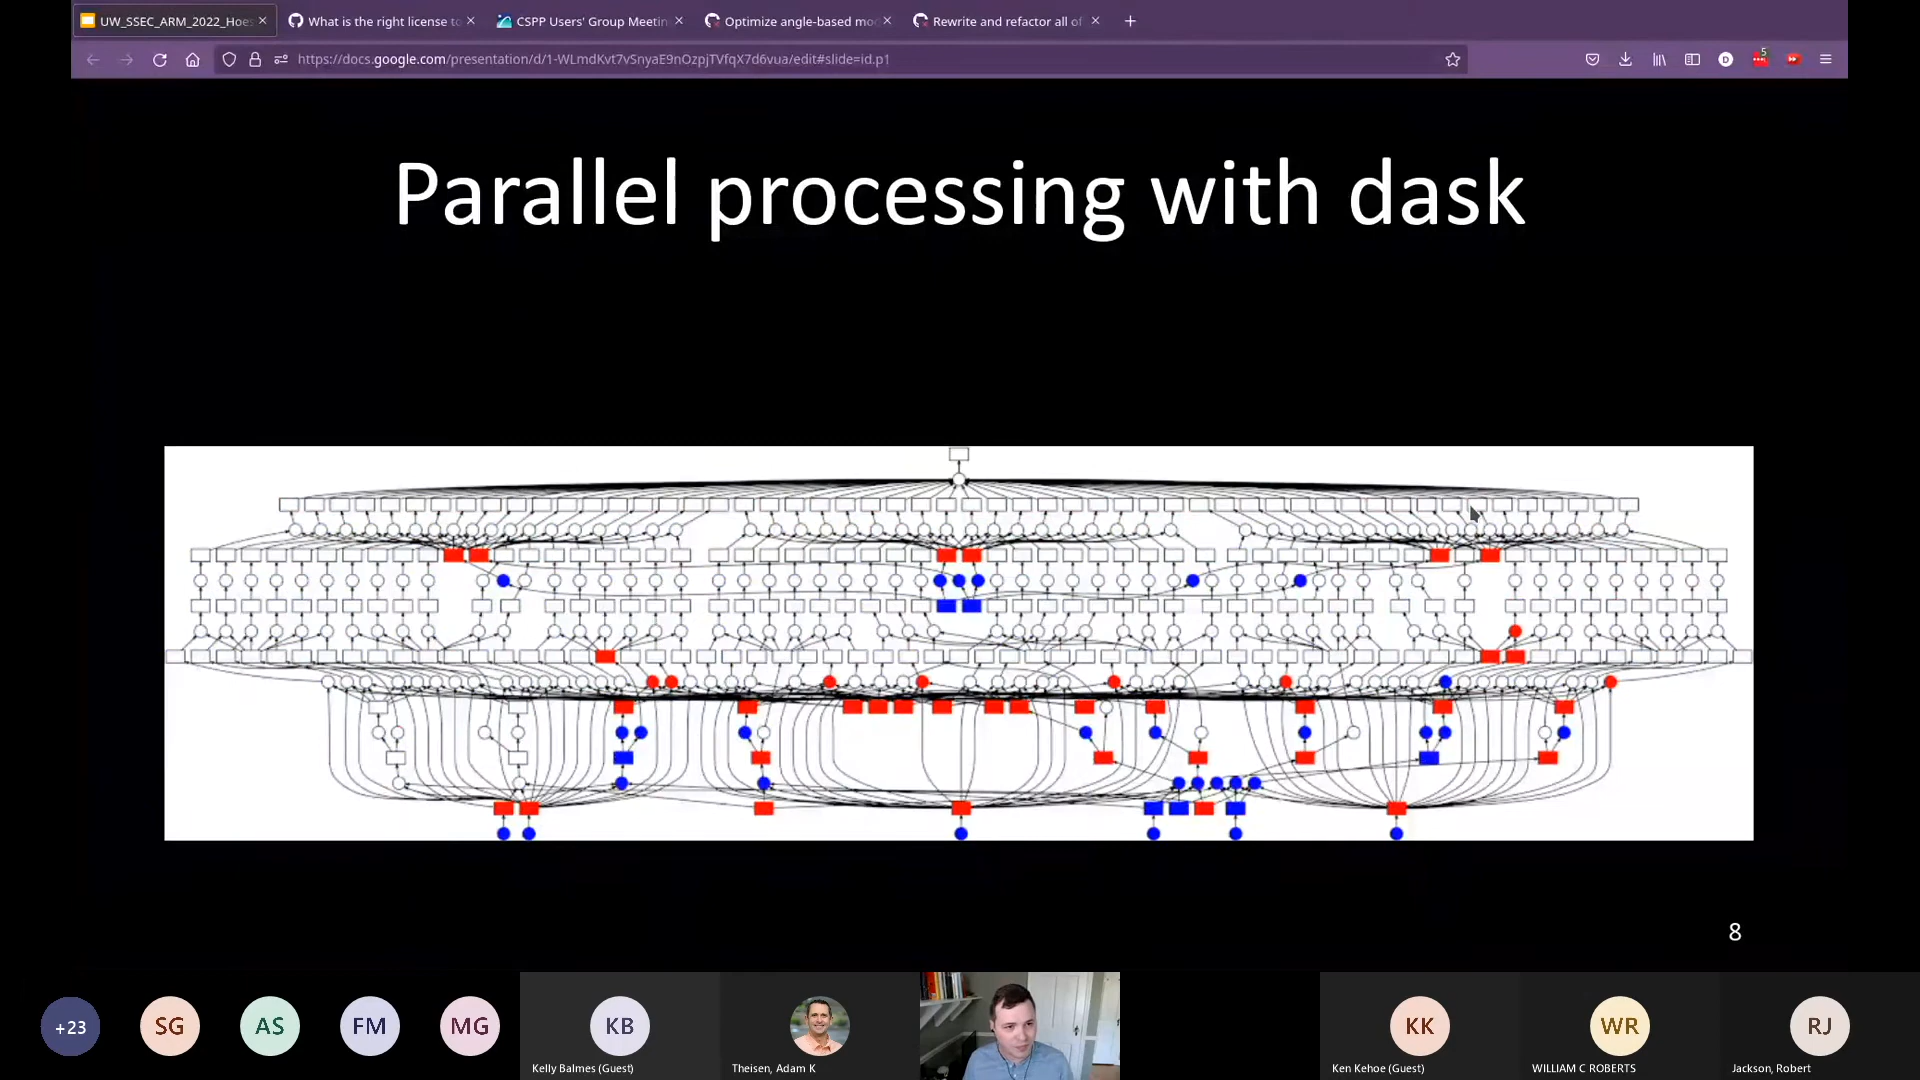 UW_SSEC_ARM_2022_Hoes
What is the right license to
CSPP Users' Group Meetin
Optimize angle-based mo
Rewrite and refactor all of
https://docs.google.com/presentation/d/1-WLmdKvt7vSnyaE9nOzpjTVfqX7d6vua/edit#slide=id.p1
5
Parallel processing with dask
8
+23
SG
AS
FM
MG
KB
KK
WR
RJ
Kelly Balmes (Guest)
Theisen, Adam K
Ken Kehoe (Guest)
WILLIAM C ROBERTS
Jackson, Robert